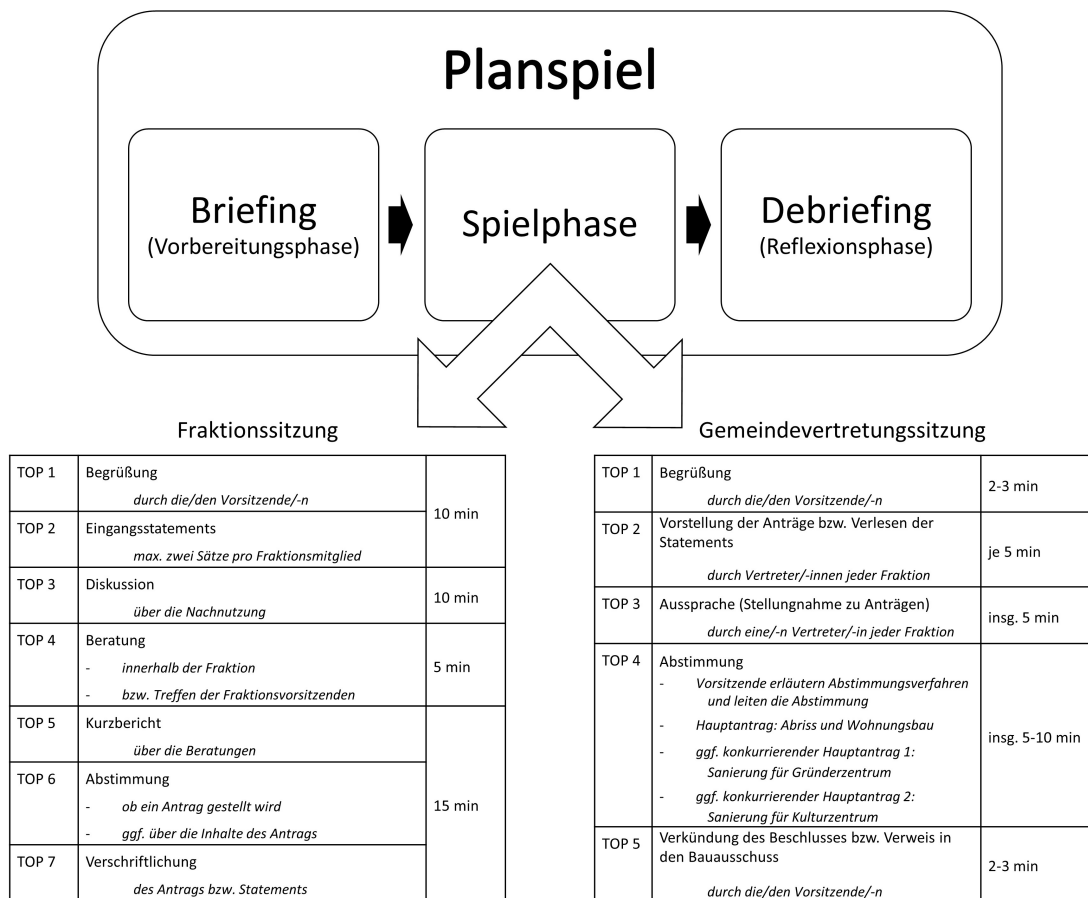 Planspiel
Briefing
(Vorbereitungsphase)
Spielphase
Debriefing
(Reflexionsphase)
Fraktionssitzung
TOP 1
Begrüßung
durch die/den Vorsitzende/-n
10 min
TOP 2
Eingangsstatements
max. zwei Sätze pro Fraktionsmitglied
TOP 3
Diskussion
über die Nachnutzung
10 min
TOP 4
Beratung
- innerhalb der Fraktion
- bzw. Treffen der Fraktionsvorsitzenden
5 min
TOP 5
Kurzbericht
über die Beratungen
15 min
TOP 6
Abstimmung
- ob ein Antrag gestellt wird
- ggf. über die Inhalte des Antrags
TOP 7
Verschriftlichung
des Antrags bzw. Statements
Gemeindevertretungssitzung
TOP 1
Begrüßung
durch die/den Vorsitzende/-n
2-3 min
TOP 2
Vorstellung der Anträge bzw. Verlesen der
Statements
durch Vertreter/-innen jeder Fraktion
je 5 min
TOP 3
Aussprache (Stellungnahme zu Anträgen)
durch eine/-n Vertreter/-in jeder Fraktion
insg. 5 min
TOP 4
Abstimmung
- Vorsitzende erläutern Abstimmungsverfahren
und leiten die Abstimmung
- Hauptantrag: Abriss und Wohnungsbau
- ggf. konkurrierender Hauptantrag 1:
Sanierung für Gründerzentrum
- ggf. konkurrierender Hauptantrag 2:
Sanierung für Kulturzentrum
insg. 5-10 min
TOP 5
Verkündung des Beschlusses bzw. Verweis in
den Bauausschuss
durch die/den Vorsitzende/-n
2-3 min